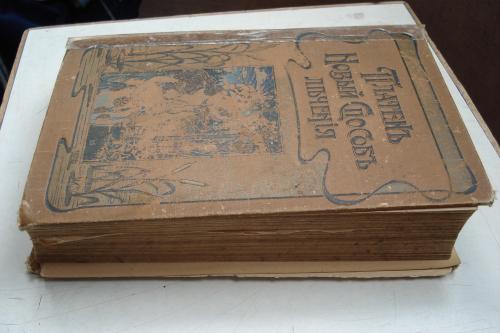 Платенъ
Новый Способъ
лѣченія